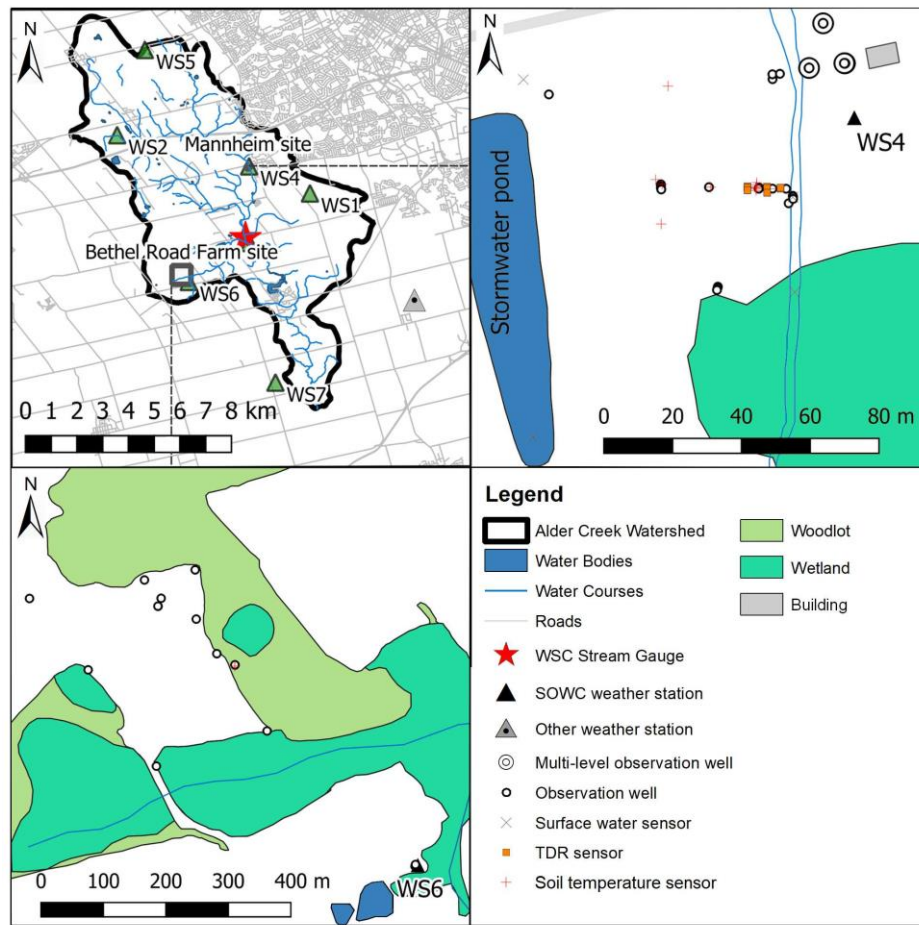 N
WS5
WS2
Mannheim site
WS4
WS1
Bethel Road Farm site
WS6
WS7
0 1 2 3 4 5 6 7 8 km
N
WS4
Stormwater pond
0 20 40 60 80 m
N
WS6
0 100 200 300 400 m
Legend
Alder Creek Watershed
Water Bodies
Water Courses
Roads
WSC Stream Gauge
SOWC weather station
Other weather station
Multi-level observation well
Observation well
Surface water sensor
TDR sensor
Soil temperature sensor
Woodlot
Wetland
Building